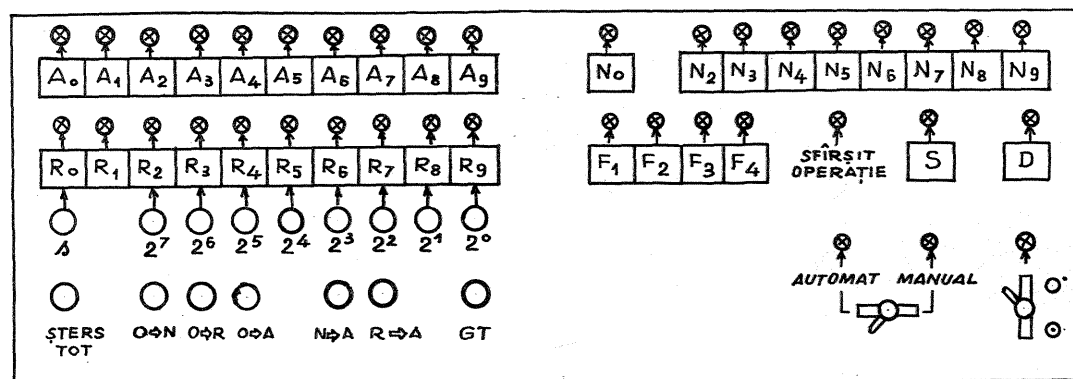 A₀ A₁ A₂ A₃ A₄ A₅ A₆ A₇ A₈ A₉ N₀ N₂ N₃ N₄ N₅ N₆ N₇ N₈ N₉
R₀ R₁ R₂ R₃ R₄ R₅ R₆ R₇ R₈ R₉ F₁ F₂ F₃ F₄ SFÎRȘIT S D
OPERAȚIE
s 2⁷ 2⁶ 2⁵ 2⁴ 2³ 2² 2¹ 2⁰
AUTOMAT MANUAL
ȘTERS O⇨N O⇨R O⇨A N⇨A R⇨A GT
TOT